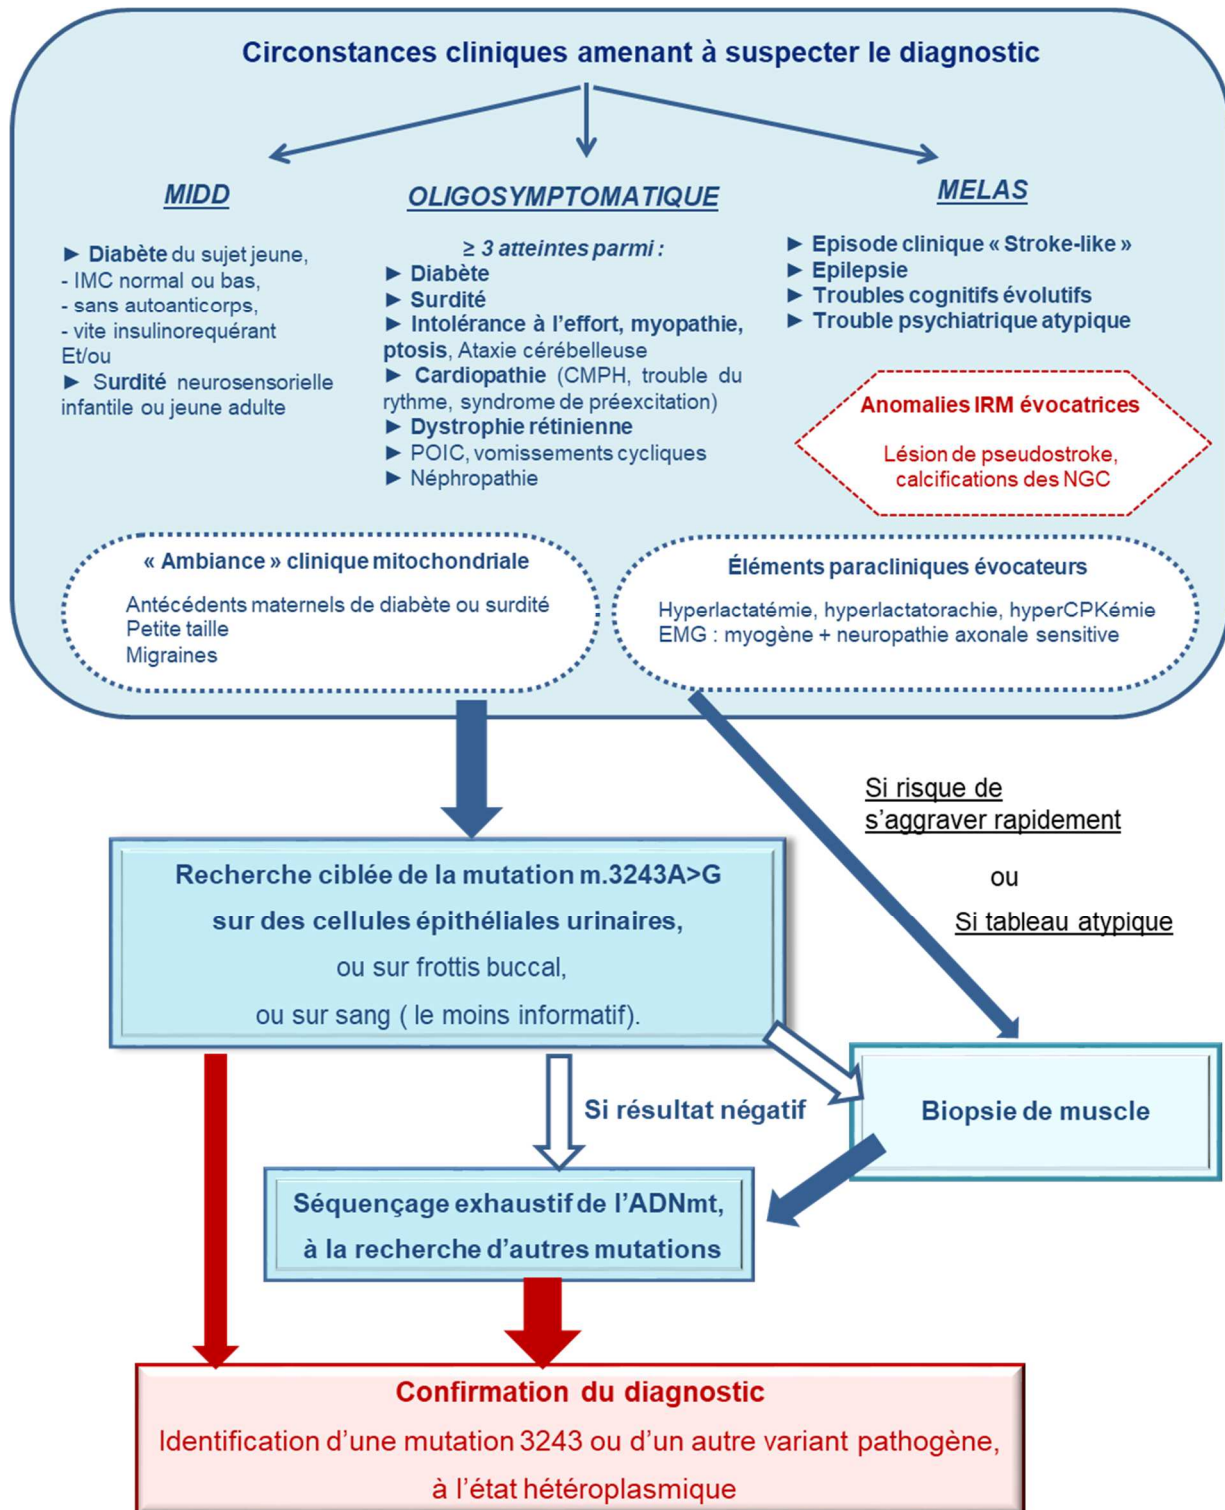 Circonstances cliniques amenant à suspecter le diagnostic
MIDD
► Diabète du sujet jeune,
- IMC normal ou bas,
- sans autoanticorps,
- vite insulinorequérant
Et/ou
► Surdité neurosensorielle
infantile ou jeune adulte
OLIGOSYMPTOMATIQUE
≥ 3 atteintes parmi :
► Diabète
► Surdité
► Intolérance à l'effort, myopathie,
ptosis, Ataxie cérébelleuse
► Cardiopathie (CMPH, trouble du
rythme, syndrome de préexcitation)
► Dystrophie rétinienne
► POIC, vomissements cycliques
► Néphropathie
MELAS
► Episode clinique « Stroke-like »
► Epilepsie
► Troubles cognitifs évolutifs
► Trouble psychiatrique atypique
Anomalies IRM évocatrices
Lésion de pseudostroke,
calcifications des NGC
« Ambiance » clinique mitochondriale
Antécédents maternels de diabète ou surdité
Petite taille
Migraines
Éléments paracliniques évocateurs
Hyperlactatémie, hyperlactatorachie, hyperCPKémie
EMG : myogène + neuropathie axonale sensitive
Si risque de
s'aggraver rapidement
ou
Si tableau atypique
Recherche ciblée de la mutation m.3243A>G
sur des cellules épithéliales urinaires,
ou sur frottis buccal,
ou sur sang ( le moins informatif).
Si résultat négatif
Biopsie de muscle
Séquençage exhaustif de l'ADNmt,
à la recherche d'autres mutations
Confirmation du diagnostic
Identification d'une mutation 3243 ou d'un autre variant pathogène,
à l'état hétéroplasmique